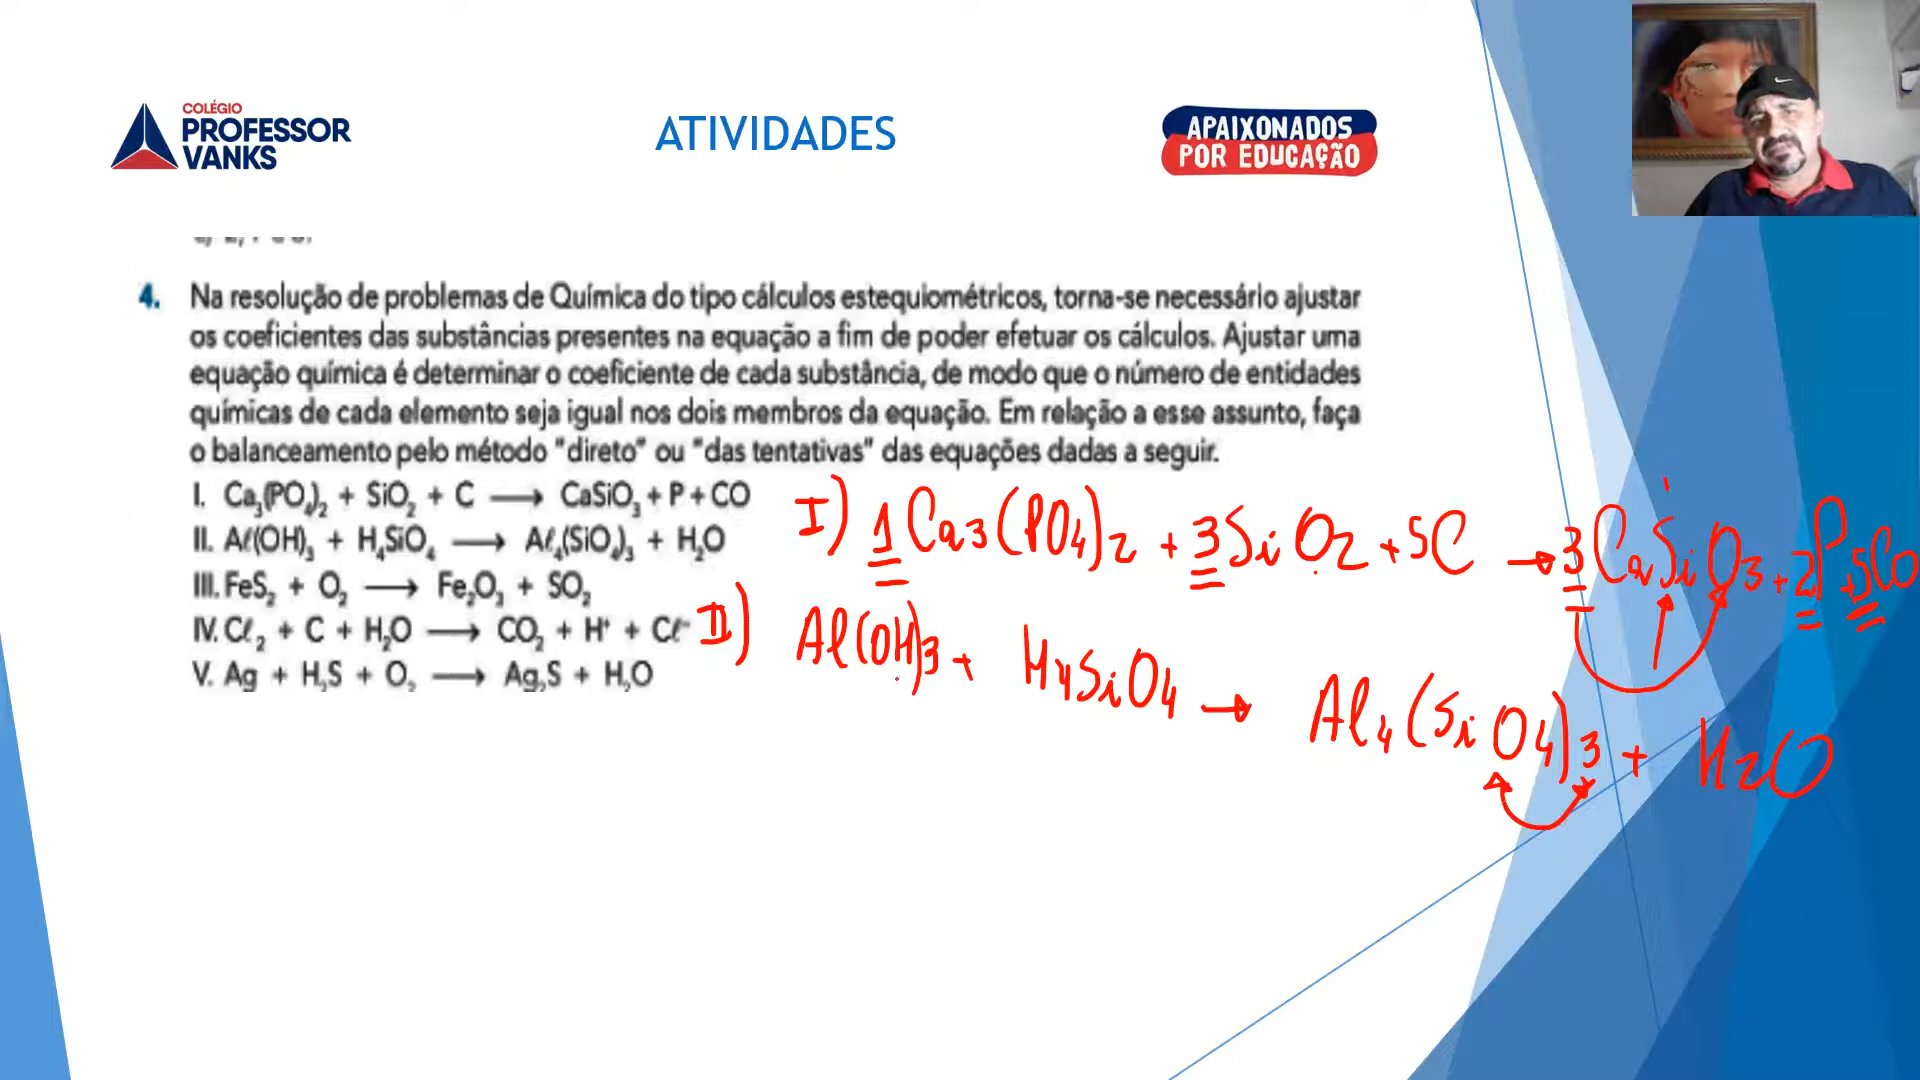 COLÉGIO
PROFESSOR
VANKS
ATIVIDADES
APAIXONADOS
POR EDUCAÇÃO
4. Na resolução de problemas de Química do tipo cálculos estequiométricos, torna-se necessário ajustar
os coeficientes das substâncias presentes na equação a fim de poder efetuar os cálculos. Ajustar uma
equação química é determinar o coeficiente de cada substância, de modo que o número de entidades
químicas de cada elemento seja igual nos dois membros da equação. Em relação a esse assunto, faça
o balanceamento pelo método "direto" ou "das tentativas" das equações dadas a seguir.
I. Ca₃(PO₄)₂ + SiO₂ + C ⟶ CaSiO₃ + P + CO
II. Aℓ(OH)₃ + H₄SiO₄ ⟶ Aℓ₄(SiO₄)₃ + H₂O
III. FeS₂ + O₂ ⟶ Fe₂O₃ + SO₂
IV. Cℓ₂ + C + H₂O ⟶ CO₂ + H⁺ + Cℓ⁻
V. Ag + H₂S + O₂ ⟶ Ag₂S + H₂O
I) 1Ca3(PO4)2 + 3SiO2 + 5C → 3CaSiO3 + 2P + 5CO
II) Al(OH)3 + H4SiO4 → Al4(SiO4)3 + H2O